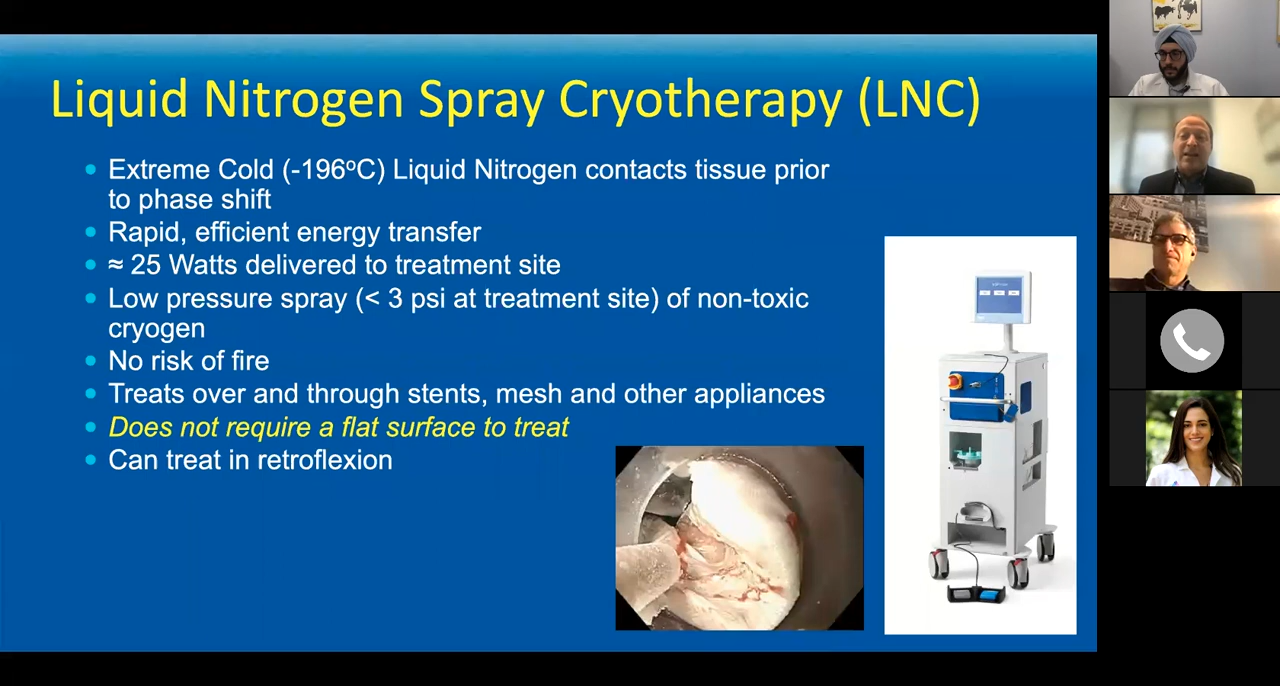 Liquid Nitrogen Spray Cryotherapy (LNC)
• Extreme Cold (-196ºC) Liquid Nitrogen contacts tissue prior
to phase shift
• Rapid, efficient energy transfer
• ≈ 25 Watts delivered to treatment site
• Low pressure spray (< 3 psi at treatment site) of non-toxic
cryogen
• No risk of fire
• Treats over and through stents, mesh and other appliances
• Does not require a flat surface to treat
• Can treat in retroflexion